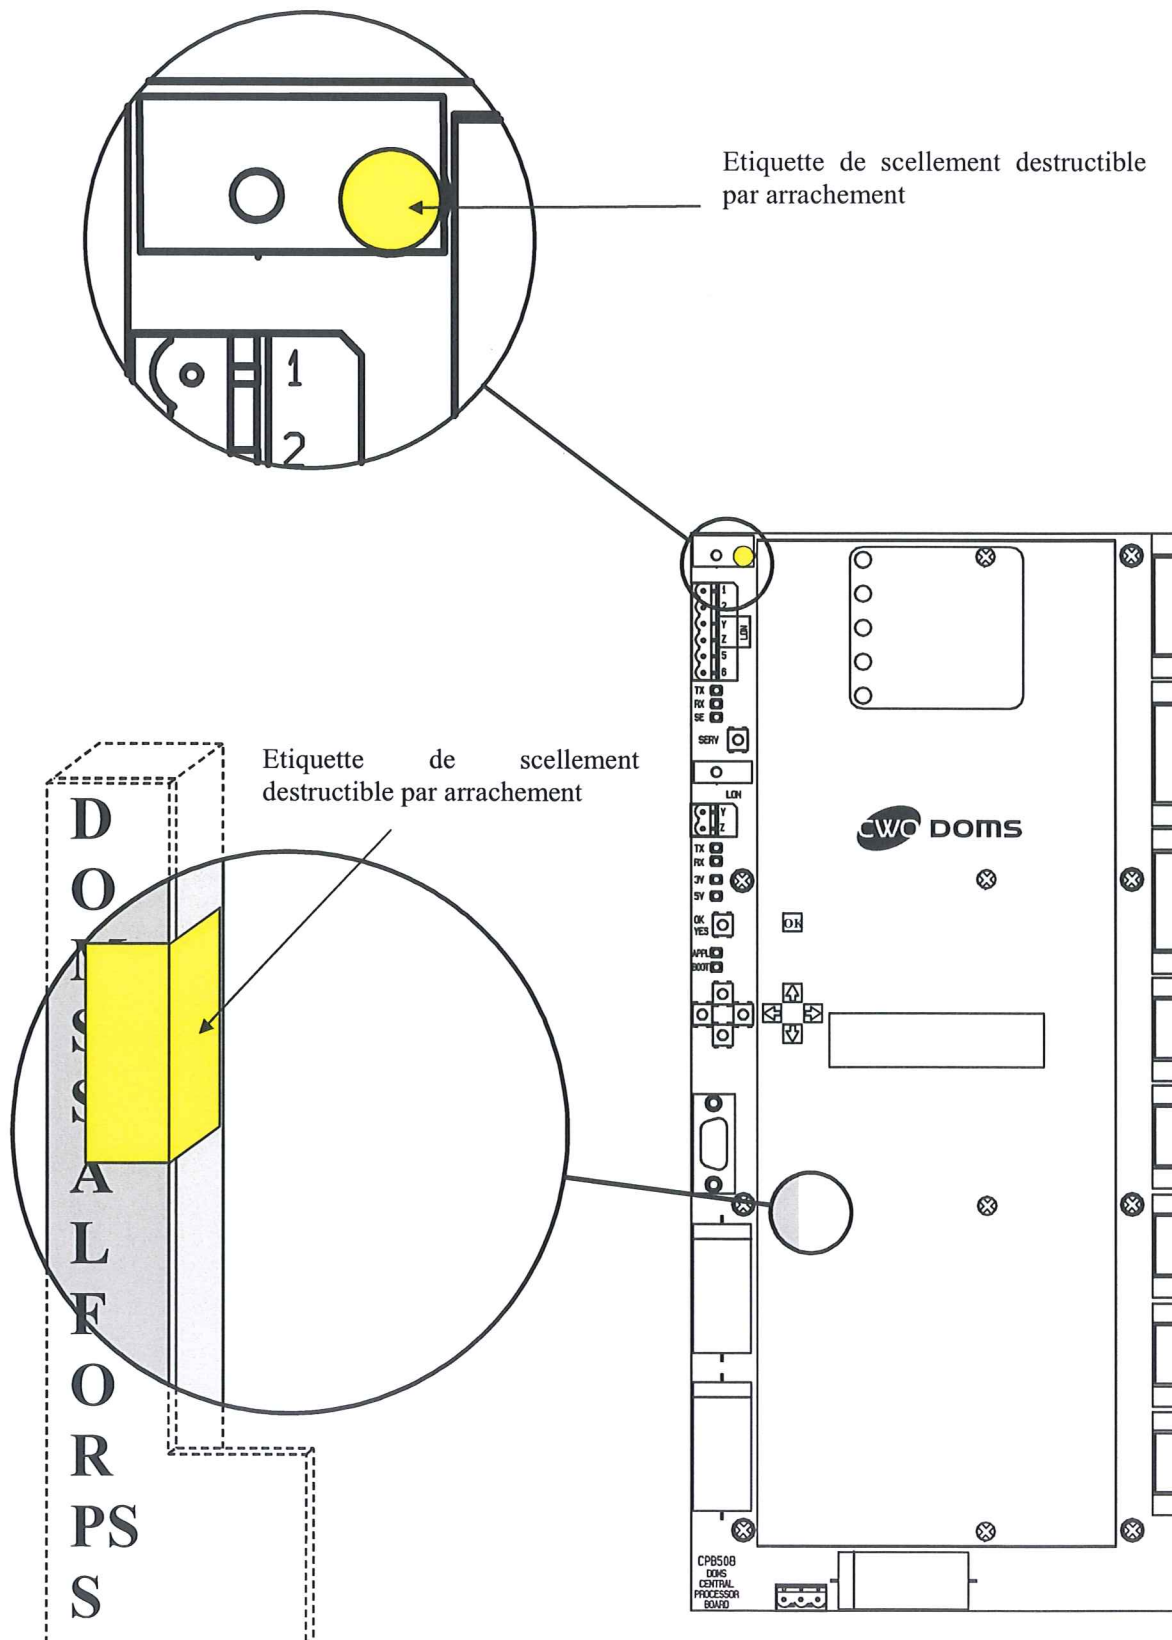 Etiquette de scellement destructible
par arrachement
1
2
1
2
Y
Z
5
6
LON
TX
RX
SE
SERV
LON
Y
Z
TX
RX
3V
5V
OK
YES
OK
APPL
BOOT
CWO DOMS
Etiquette de scellement
destructible par arrachement
D
O
M
S
S
A
L
F
O
R
PS
S
CPB508
DOMS
CENTRAL
PROCESSOR
BOARD